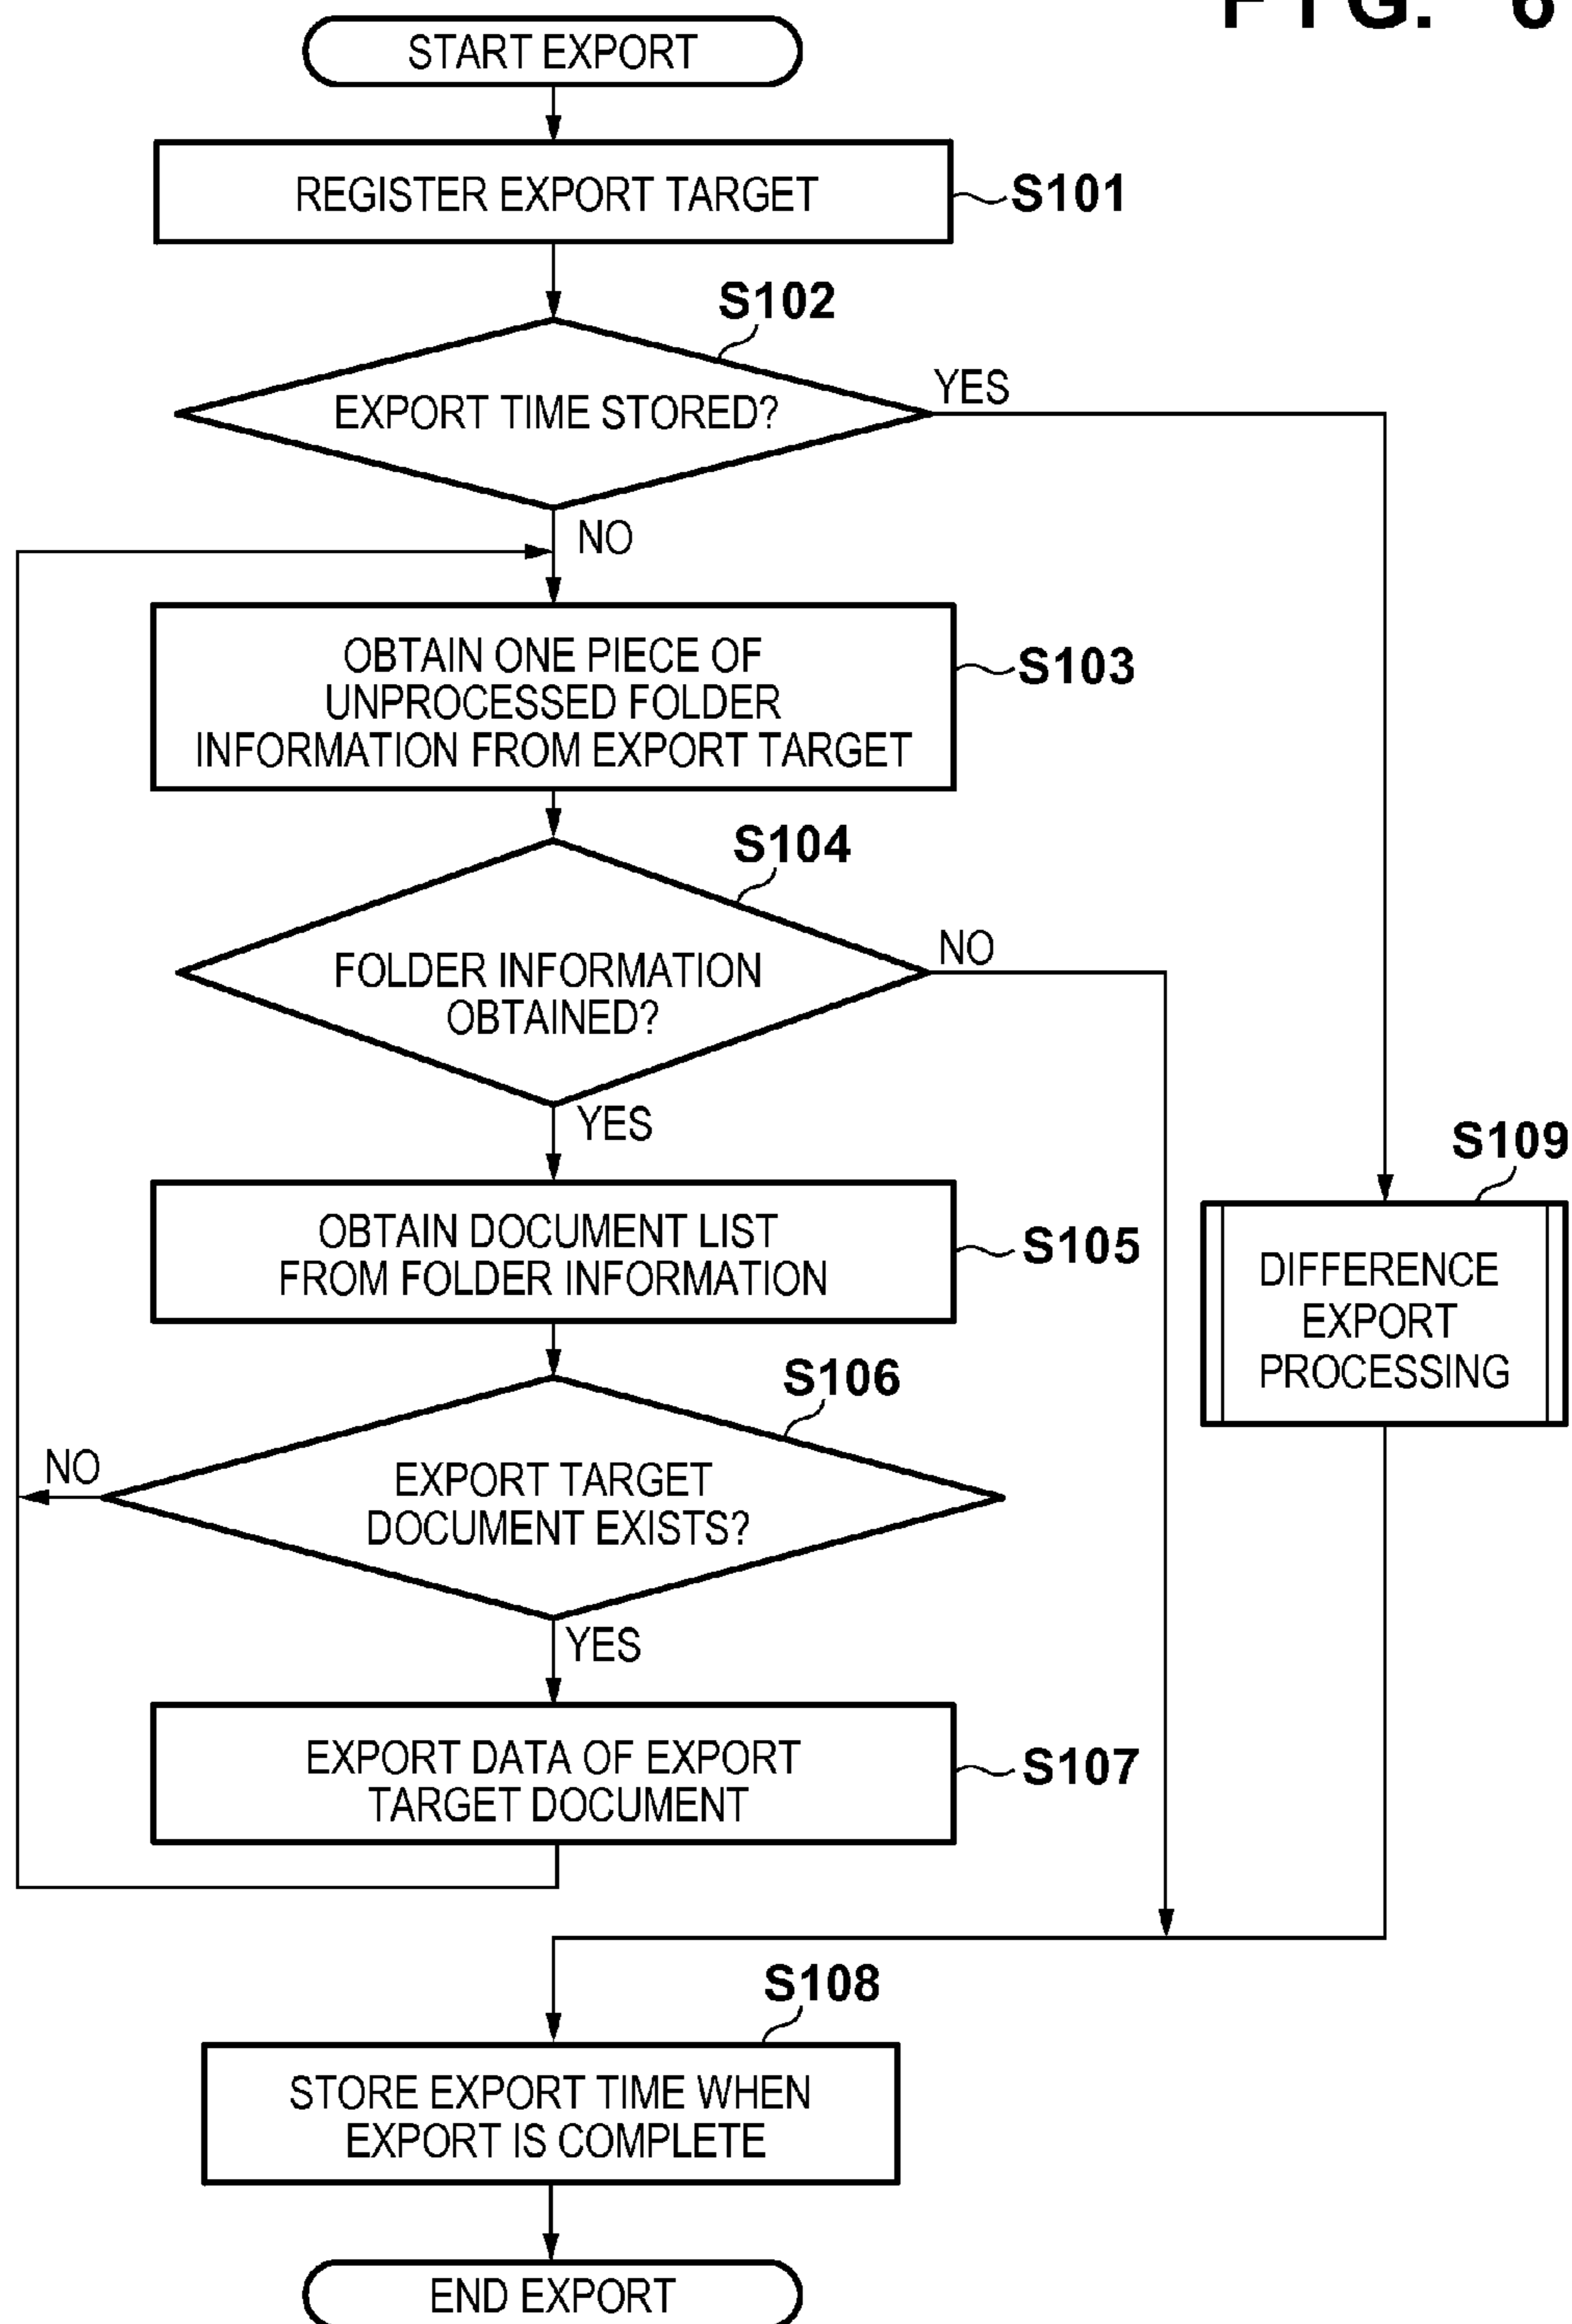 FIG. 6
START EXPORT
REGISTER EXPORT TARGET
S101
S102
EXPORT TIME STORED?
YES
NO
OBTAIN ONE PIECE OF
UNPROCESSED FOLDER
INFORMATION FROM EXPORT TARGET
S103
S104
FOLDER INFORMATION
OBTAINED?
NO
YES
OBTAIN DOCUMENT LIST
FROM FOLDER INFORMATION
S105
S109
DIFFERENCE
EXPORT
PROCESSING
S106
EXPORT TARGET
DOCUMENT EXISTS?
NO
YES
EXPORT DATA OF EXPORT
TARGET DOCUMENT
S107
S108
STORE EXPORT TIME WHEN
EXPORT IS COMPLETE
END EXPORT